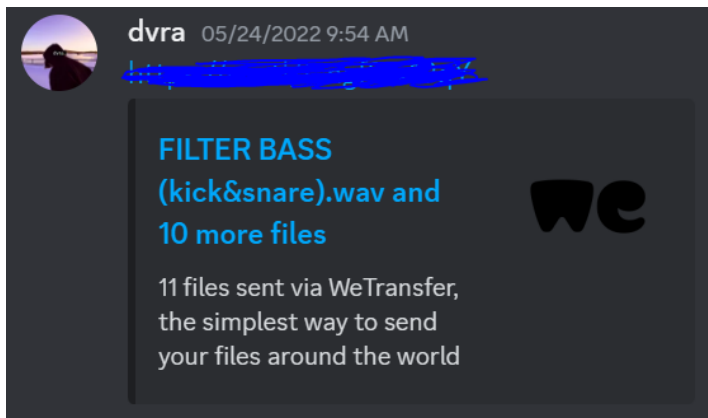 dvra 05/24/2022 9:54 AM
FILTER BASS
(kick&snare).wav and
10 more files
we
11 files sent via WeTransfer,
the simplest way to send
your files around the world